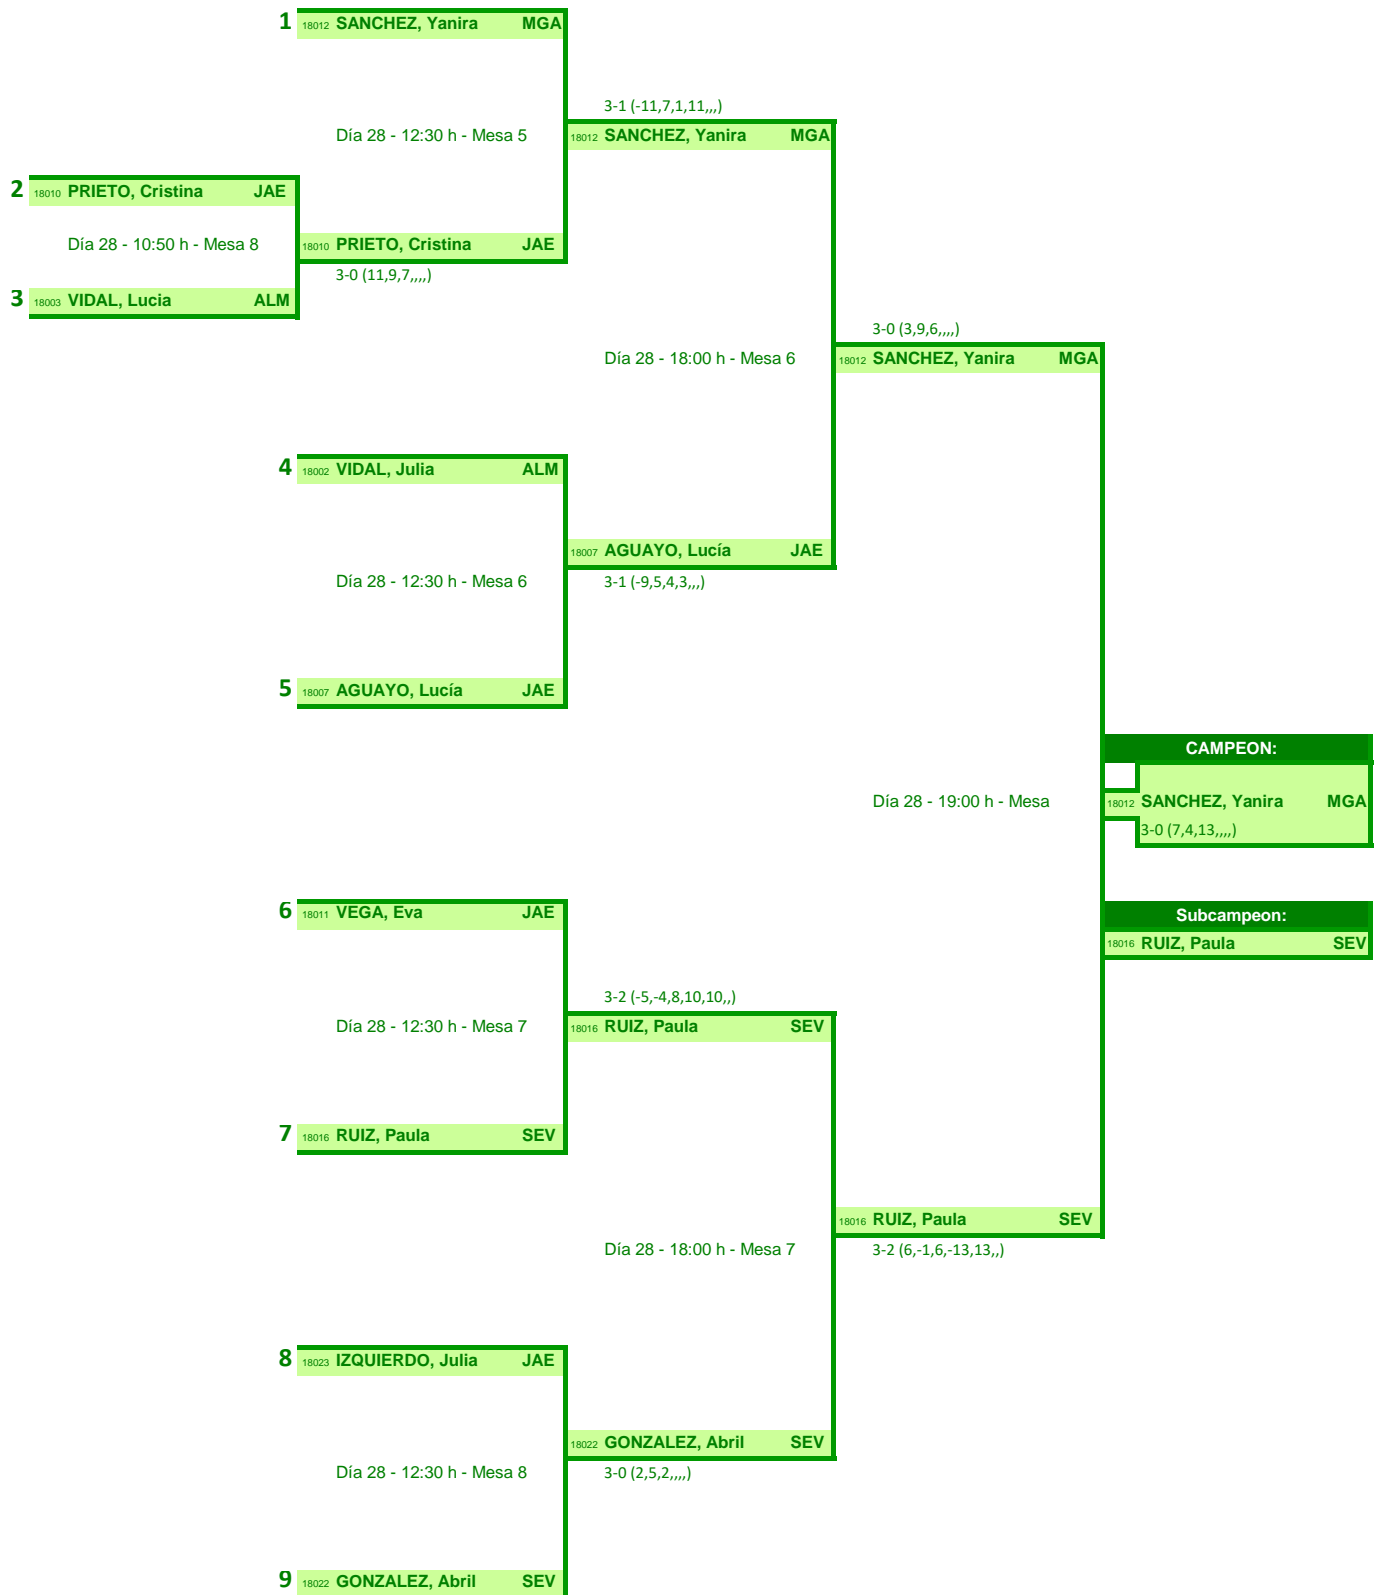 1 18012 SANCHEZ, Yanira MGA
3-1 (-11,7,1,11,,,)
Día 28 - 12:30 h - Mesa 5
18012 SANCHEZ, Yanira MGA
2 18010 PRIETO, Cristina JAE
Día 28 - 10:50 h - Mesa 8
18010 PRIETO, Cristina JAE
3-0 (11,9,7,,,,)
3 18003 VIDAL, Lucia ALM
3-0 (3,9,6,,,,)
Día 28 - 18:00 h - Mesa 6
18012 SANCHEZ, Yanira MGA
4 18002 VIDAL, Julia ALM
18007 AGUAYO, Lucía JAE
Día 28 - 12:30 h - Mesa 6
3-1 (-9,5,4,3,,,)
5 18007 AGUAYO, Lucía JAE
CAMPEON:
Día 28 - 19:00 h - Mesa
18012 SANCHEZ, Yanira MGA
3-0 (7,4,13,,,,)
6 18011 VEGA, Eva JAE
Subcampeon:
18016 RUIZ, Paula SEV
3-2 (-5,-4,8,10,10,,)
Día 28 - 12:30 h - Mesa 7
18016 RUIZ, Paula SEV
7 18016 RUIZ, Paula SEV
18016 RUIZ, Paula SEV
Día 28 - 18:00 h - Mesa 7
3-2 (6,-1,6,-13,13,,)
8 18023 IZQUIERDO, Julia JAE
18022 GONZALEZ, Abril SEV
Día 28 - 12:30 h - Mesa 8
3-0 (2,5,2,,,,)
9 18022 GONZALEZ, Abril SEV